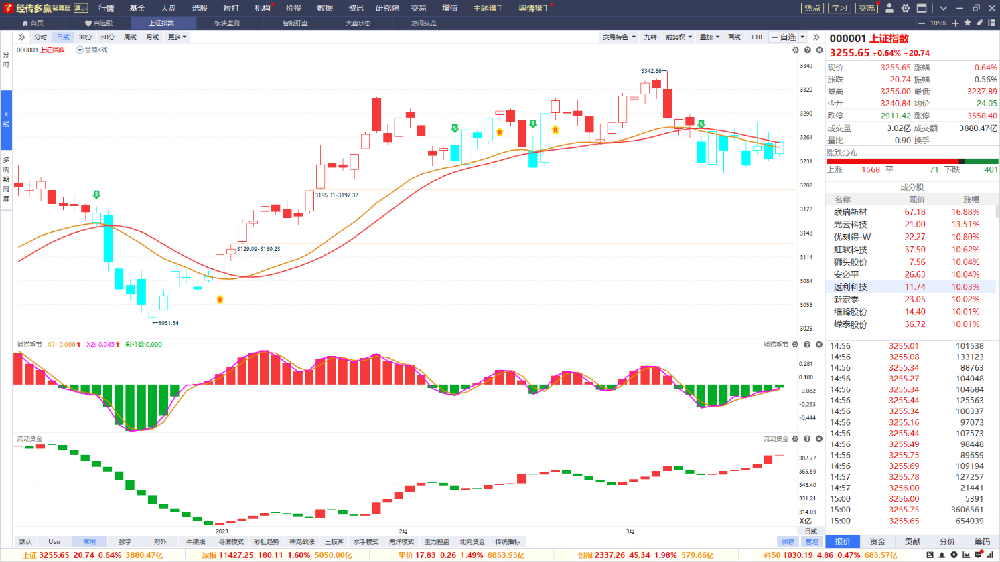 经传多赢 智尊版 演示 行情 基金 大盘 选股 短打 机构 价投 数据 资讯 研究院 交易 增值 主题猎手 舆情猎手 热点 学习 交流
首页 自选股 上证指数 板块监测 智能盯盘 大盘状态 热词纵览 105%
分时 日线 30分 60分 周线 月线 更多 交易特色 九转 前复权 叠加 画线 F10 一自选
000001 上证指数 慧眼K线
分时
K线
多周期同屏
3349
3342.86
3320
3290
3261
3231
3202
3195.31-3197.32
3172
3143
3129.09-3130.23
3114
3084
3055
3031.54
3025
捕捞季节 X1:-0.066 X2:-0.045 彩柱数:0.000 捕捞季节
0.281
0.100
-0.082
-0.263
-0.444
流动资金 流动资金
382.77
365.59
348.40
331.21
314.03
X亿
2023 2月 3月 日线
默认 Usu 常用 教学 对外 牛熊线 寻底模式 彩虹趋势 神龙战法 三板斧 水手模式 海洋模式 主力控盘 北向资金 传统指标 保存 管理
000001 上证指数
3255.65 +0.64% +20.74
现价 3255.65 涨幅 0.64%
涨跌 20.74 振幅 0.56%
最高 3256.00 最低 3237.89
今开 3240.84 均价 24.05
跌停 2911.42 涨停 3558.40
成交量 3.02亿 成交额 3880.47亿
量比 0.90 换手 -
涨跌分布
上涨 1568 平 71 下跌 401
成分股
名称 现价 涨幅
联瑞新材 67.18 16.88%
光云科技 21.00 13.51%
优刻得-W 22.27 10.80%
虹软科技 37.50 10.62%
狮头股份 7.56 10.04%
安必平 26.63 10.04%
返利科技 11.74 10.03%
新宏泰 23.05 10.02%
继峰股份 14.40 10.01%
嵘泰股份 36.72 10.01%
14:56 3255.01 101538
14:56 3255.08 133123
14:56 3255.34 88763
14:56 3255.27 104048
14:56 3255.34 104684
14:56 3255.44 125563
14:56 3255.34 100337
14:56 3255.16 97073
14:56 3255.44 107573
14:56 3255.49 98448
14:56 3255.75 89659
14:56 3255.69 109194
14:57 3255.78 127257
14:57 3256.00 21441
15:00 3256.00 5391
15:00 3255.75 3606561
15:00 3255.65 654039
报价 资金 贡献 分价 筹码
上证 3255.65 20.74 0.64% 3880.47亿 深指 11427.25 180.11 1.60% 5050.00亿 平价 17.83 0.26 1.49% 8863.93亿 创指 2337.26 45.34 1.98% 579.86亿 科50 1030.19 4.86 0.47% 683.57亿